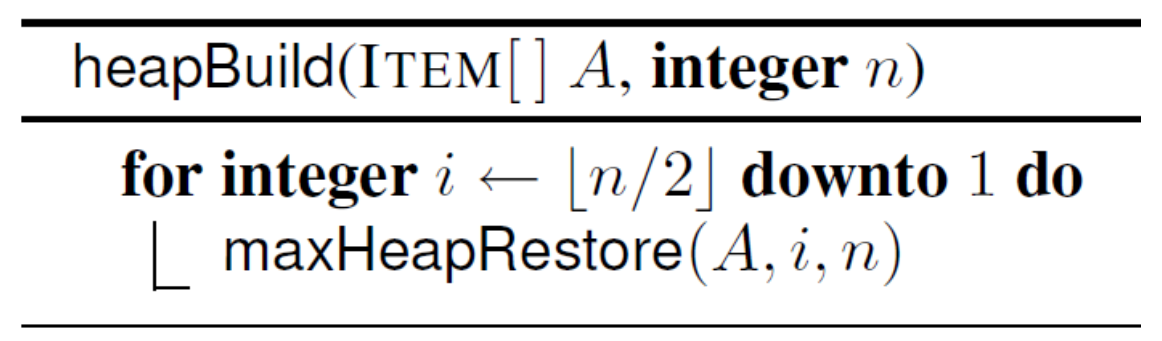 heapBuild(ITEM[ ] A, integer n)
for integer i ← ⌊n/2⌋ downto 1 do
maxHeapRestore(A, i, n)